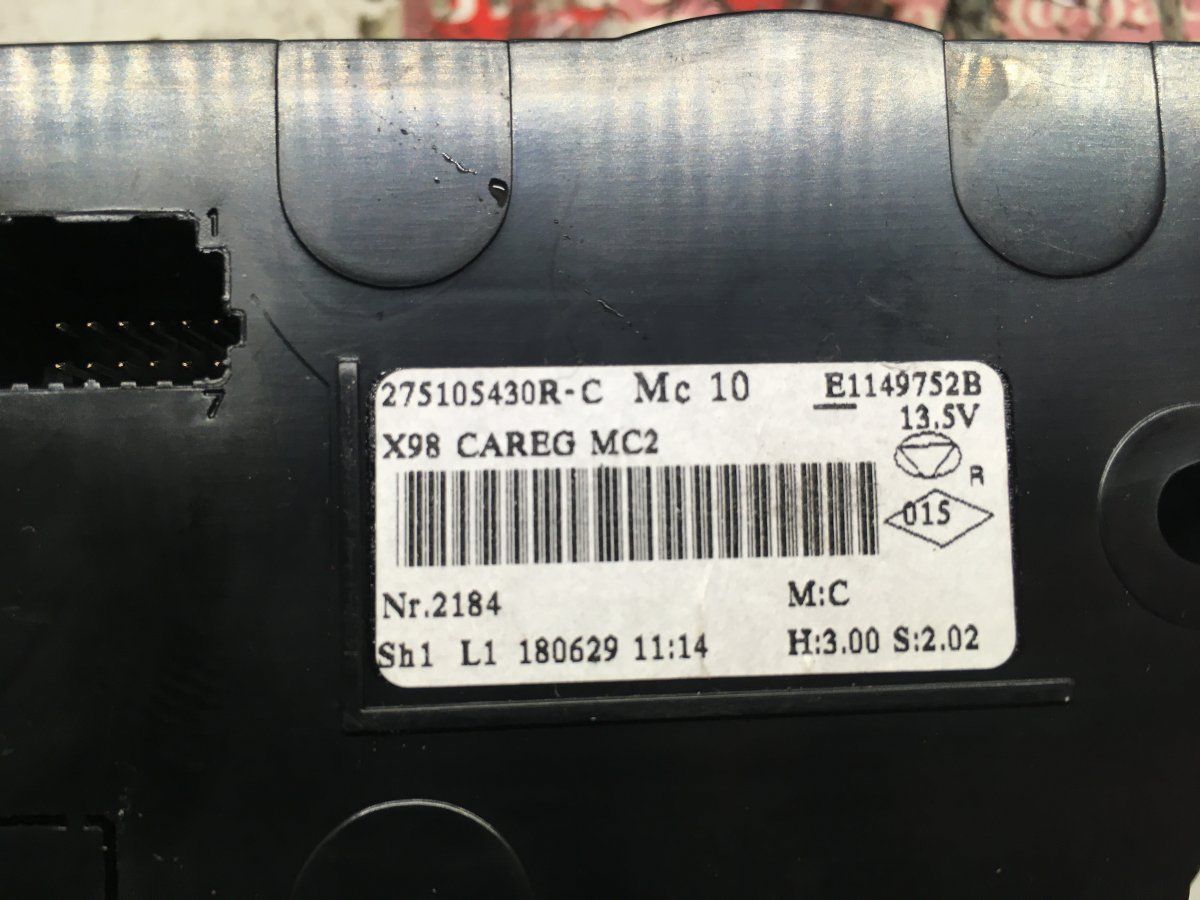 1
7
275105430R-C Mc 10 E1149752B
13.5V
X98 CAREG MC2
R
015
Nr.2184 M:C
Sh1 L1 180629 11:14 H:3.00 S:2.02